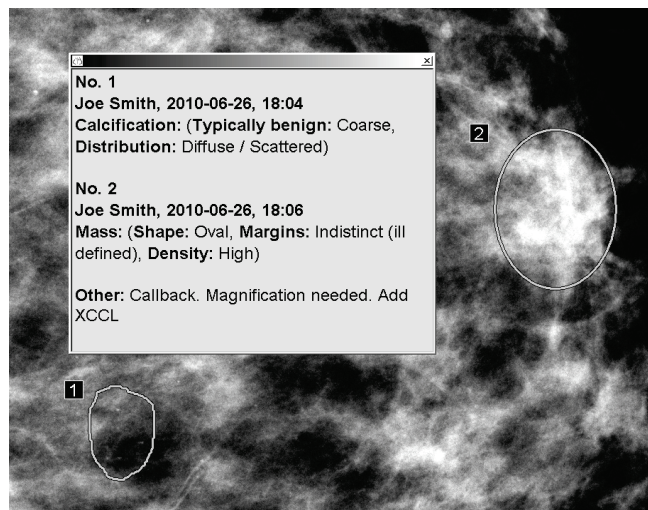 No. 1
Joe Smith, 2010-06-26, 18:04
Calcification: (Typically benign: Coarse,
Distribution: Diffuse / Scattered)
No. 2
Joe Smith, 2010-06-26, 18:06
Mass: (Shape: Oval, Margins: Indistinct (ill
defined), Density: High)
Other: Callback. Magnification needed. Add
XCCL
2
1